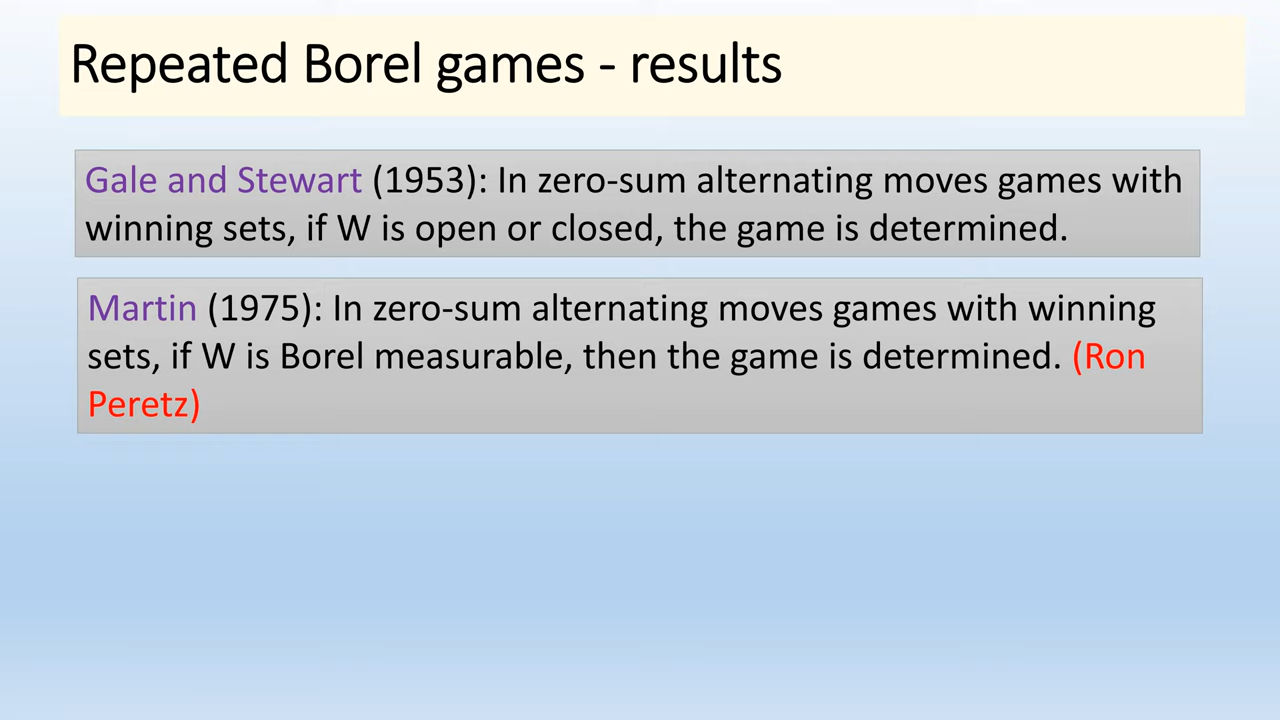 Repeated Borel games - results
Gale and Stewart (1953): In zero-sum alternating moves games with
winning sets, if W is open or closed, the game is determined.
Martin (1975): In zero-sum alternating moves games with winning
sets, if W is Borel measurable, then the game is determined. (Ron
Peretz)